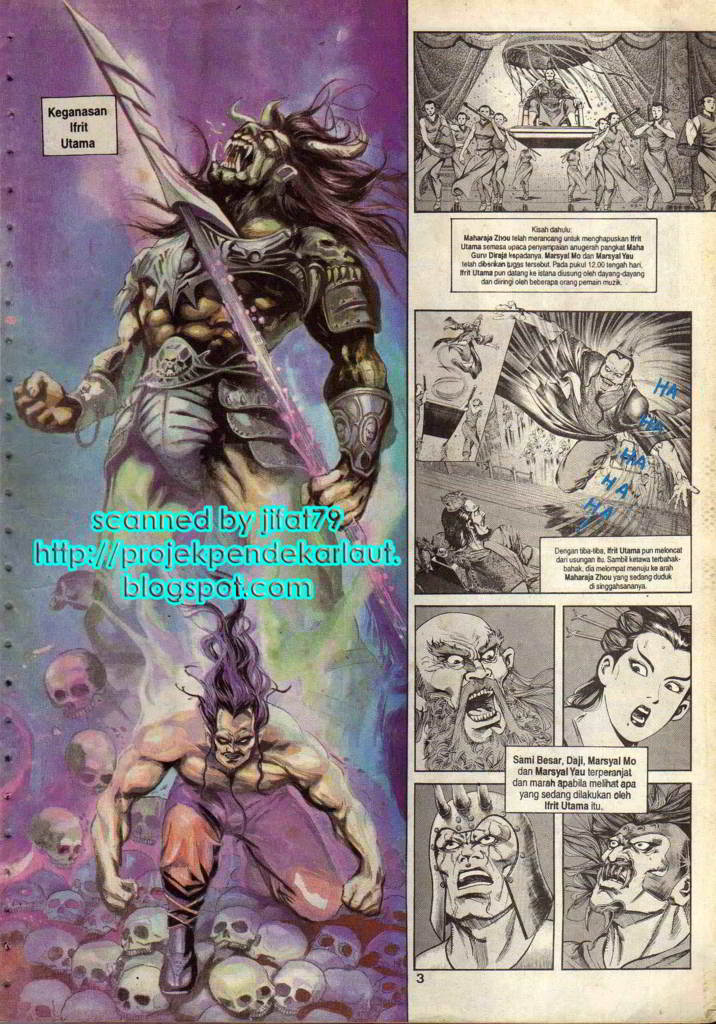 Keganasan
Ifrit
Utama
scanned by jifat79
http://projekpendekarlaut.
blogspot.com
Kisah dahulu:
Maharaja Zhou telah merancang untuk menghapuskan Ifrit
Utama semasa upaca penyampaian anugerah pangkat Maha
Guru Diraja kepadanya. Marsyal Mo dan Marsyal Yau
telah diberikan tugas tersebut. Pada pukul 12.00 tengah hari,
Ifrit Utama pun datang ke istana diusung oleh dayang-dayang
dan diiringi oleh beberapa orang pemain muzik.
HA
HA
HA
HA
HA
Dengan tiba-tiba, Ifrit Utama pun meloncat
dari usungan itu. Sambil ketawa terbahak-
bahak, dia melompat menuju ke arah
Maharaja Zhou yang sedang duduk
di singgahsananya.
Sami Besar, Daji, Marsyal Mo
dan Marsyal Yau terperanjat
dan marah apabila melihat apa
yang sedang dilakukan oleh
Ifrit Utama itu.
3